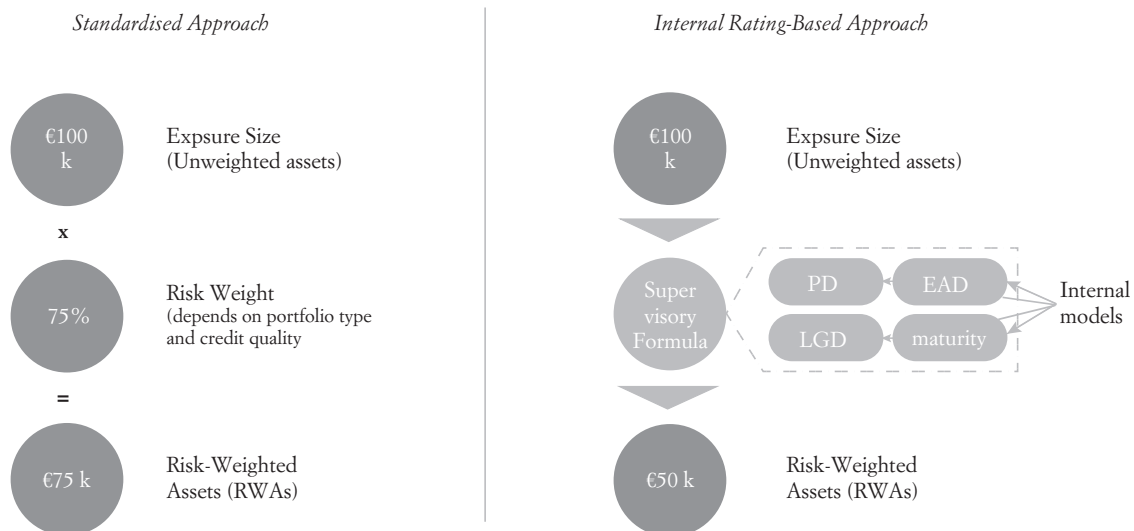 Standardised Approach
€100
k
Expsure Size
(Unweighted assets)
x
75%
Risk Weight
(depends on portfolio type
and credit quality
=
€75 k
Risk-Weighted
Assets (RWAs)
Internal Rating-Based Approach
€100
k
Expsure Size
(Unweighted assets)
Super
visory
Formula
PD
EAD
LGD
maturity
Internal
models
€50 k
Risk-Weighted
Assets (RWAs)